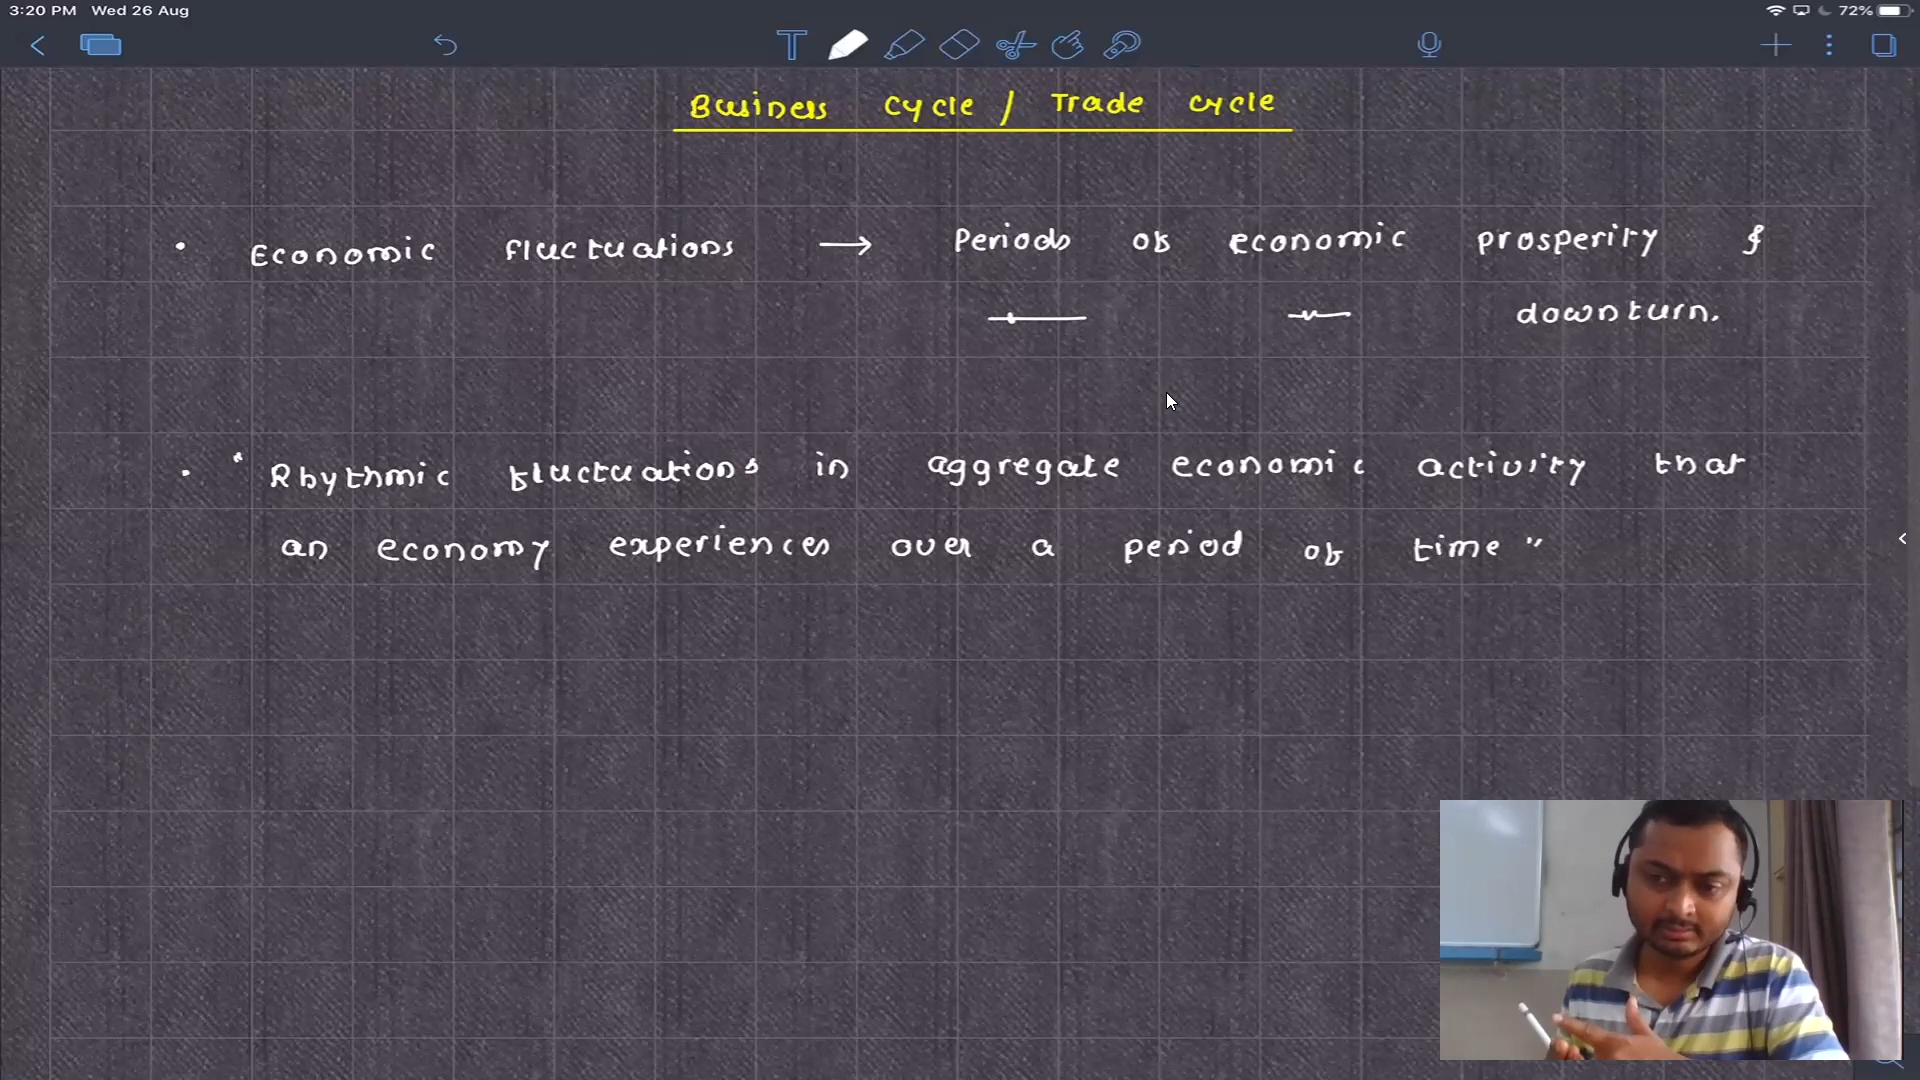 3:20 PM Wed 26 Aug
72%
Business cycle / Trade cycle
• Economic fluctuations → Periods of economic prosperity &
—— —— downturn.
• " Rhythmic fluctuations in aggregate economic activity that
an economy experiences over a period of time "